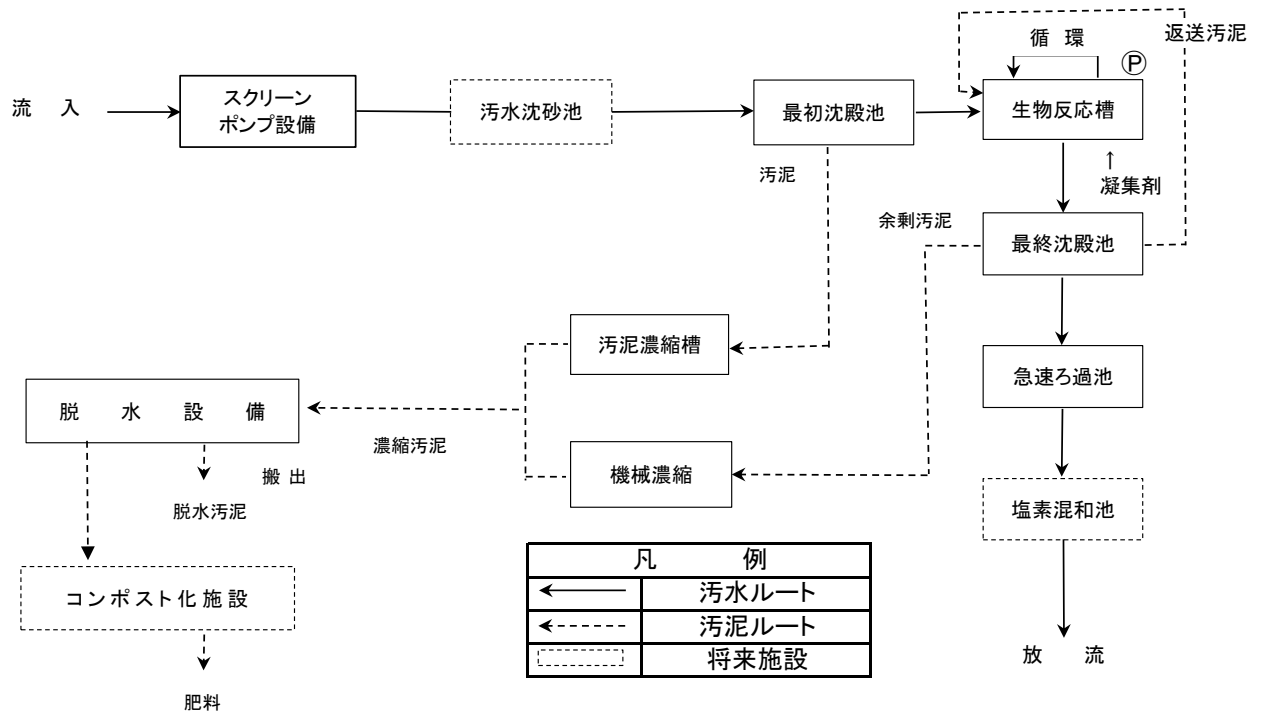 返送汚泥
循 環
Ⓟ
流 入
スクリーン
ポンプ設備
汚水沈砂池
最初沈殿池
生物反応槽
汚泥
↑
凝集剤
余剰汚泥
最終沈殿池
汚泥濃縮槽
急速ろ過池
脱 水 設 備
濃縮汚泥
機械濃縮
搬 出
脱水汚泥
塩素混和池
コンポスト化施設
肥料
凡 例
汚水ルート
汚泥ルート
将来施設
放 流